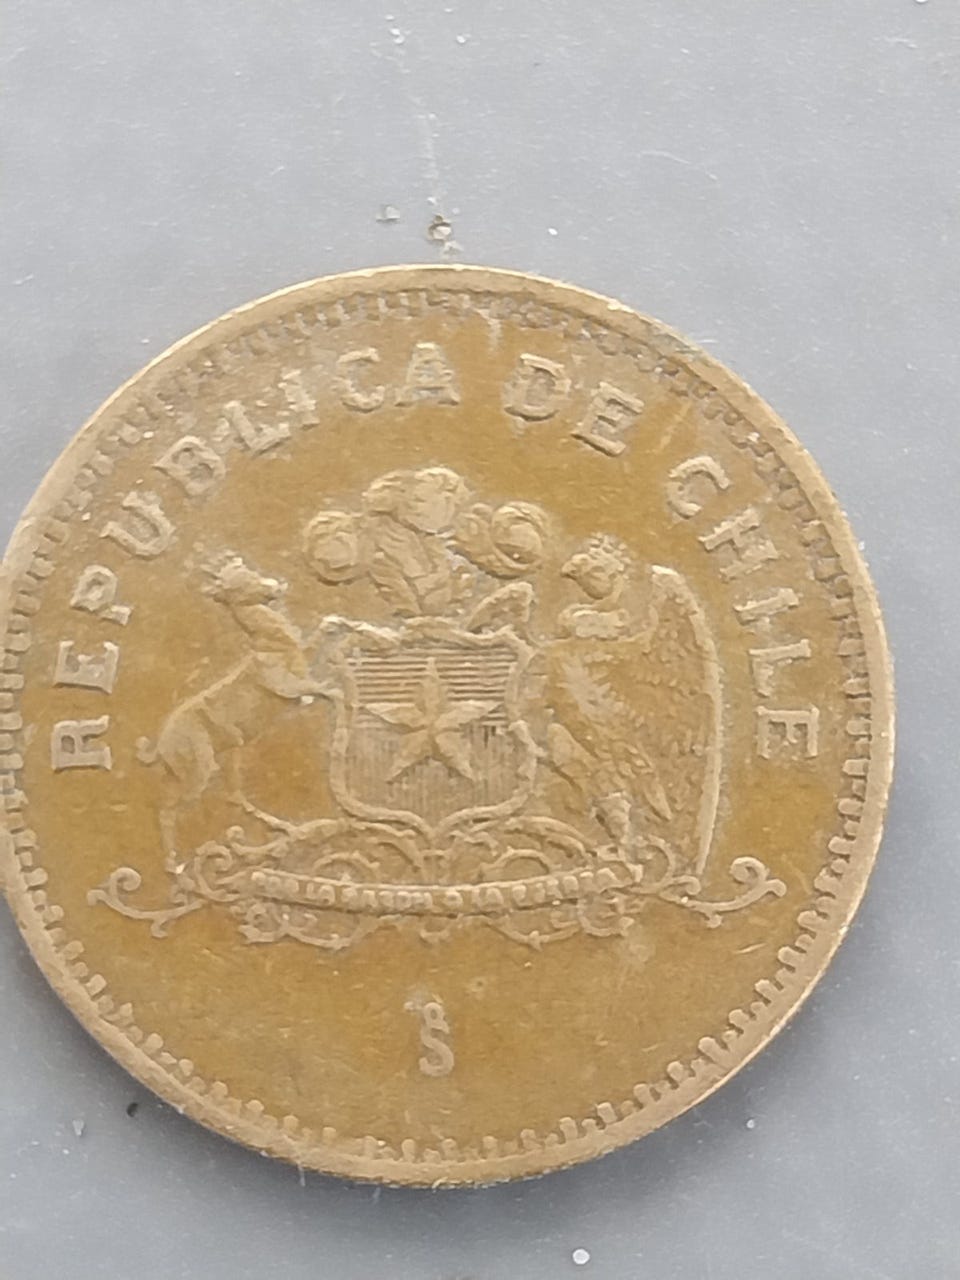 REPUBLICA DE CHILE
POR LA RAZON O LA FUERZA
S